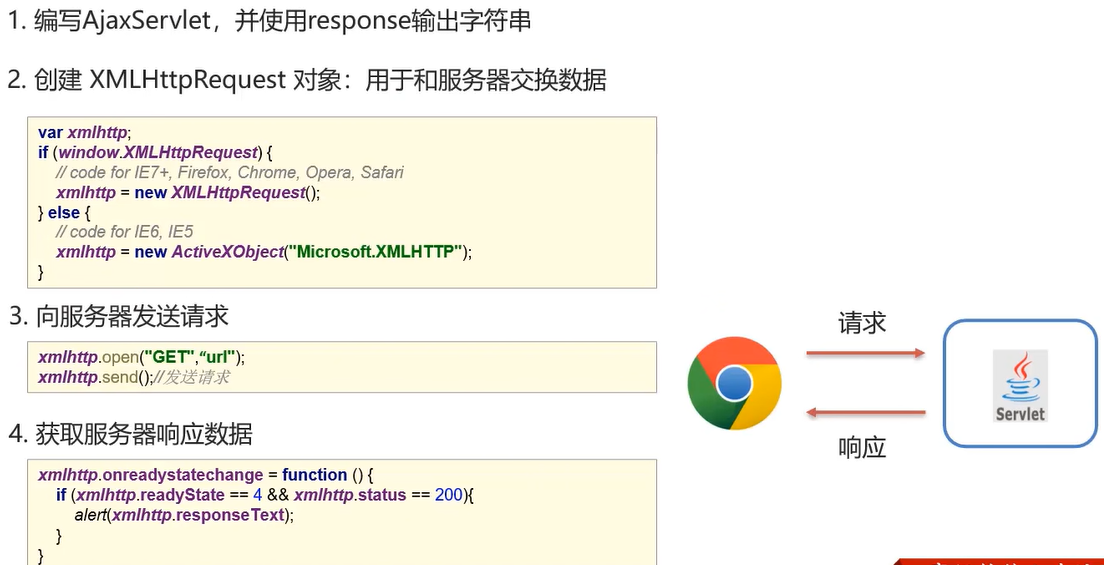 1. 编写AjaxServlet，并使用response输出字符串
2. 创建 XMLHttpRequest 对象：用于和服务器交换数据
var xmlhttp;
if (window.XMLHttpRequest) {
// code for IE7+, Firefox, Chrome, Opera, Safari
xmlhttp = new XMLHttpRequest();
} else {
// code for IE6, IE5
xmlhttp = new ActiveXObject("Microsoft.XMLHTTP");
}
3. 向服务器发送请求
xmlhttp.open("GET",“url");
xmlhttp.send();//发送请求
4. 获取服务器响应数据
xmlhttp.onreadystatechange = function () {
if (xmlhttp.readyState == 4 && xmlhttp.status == 200){
alert(xmlhttp.responseText);
}
}
请求
Servlet
响应